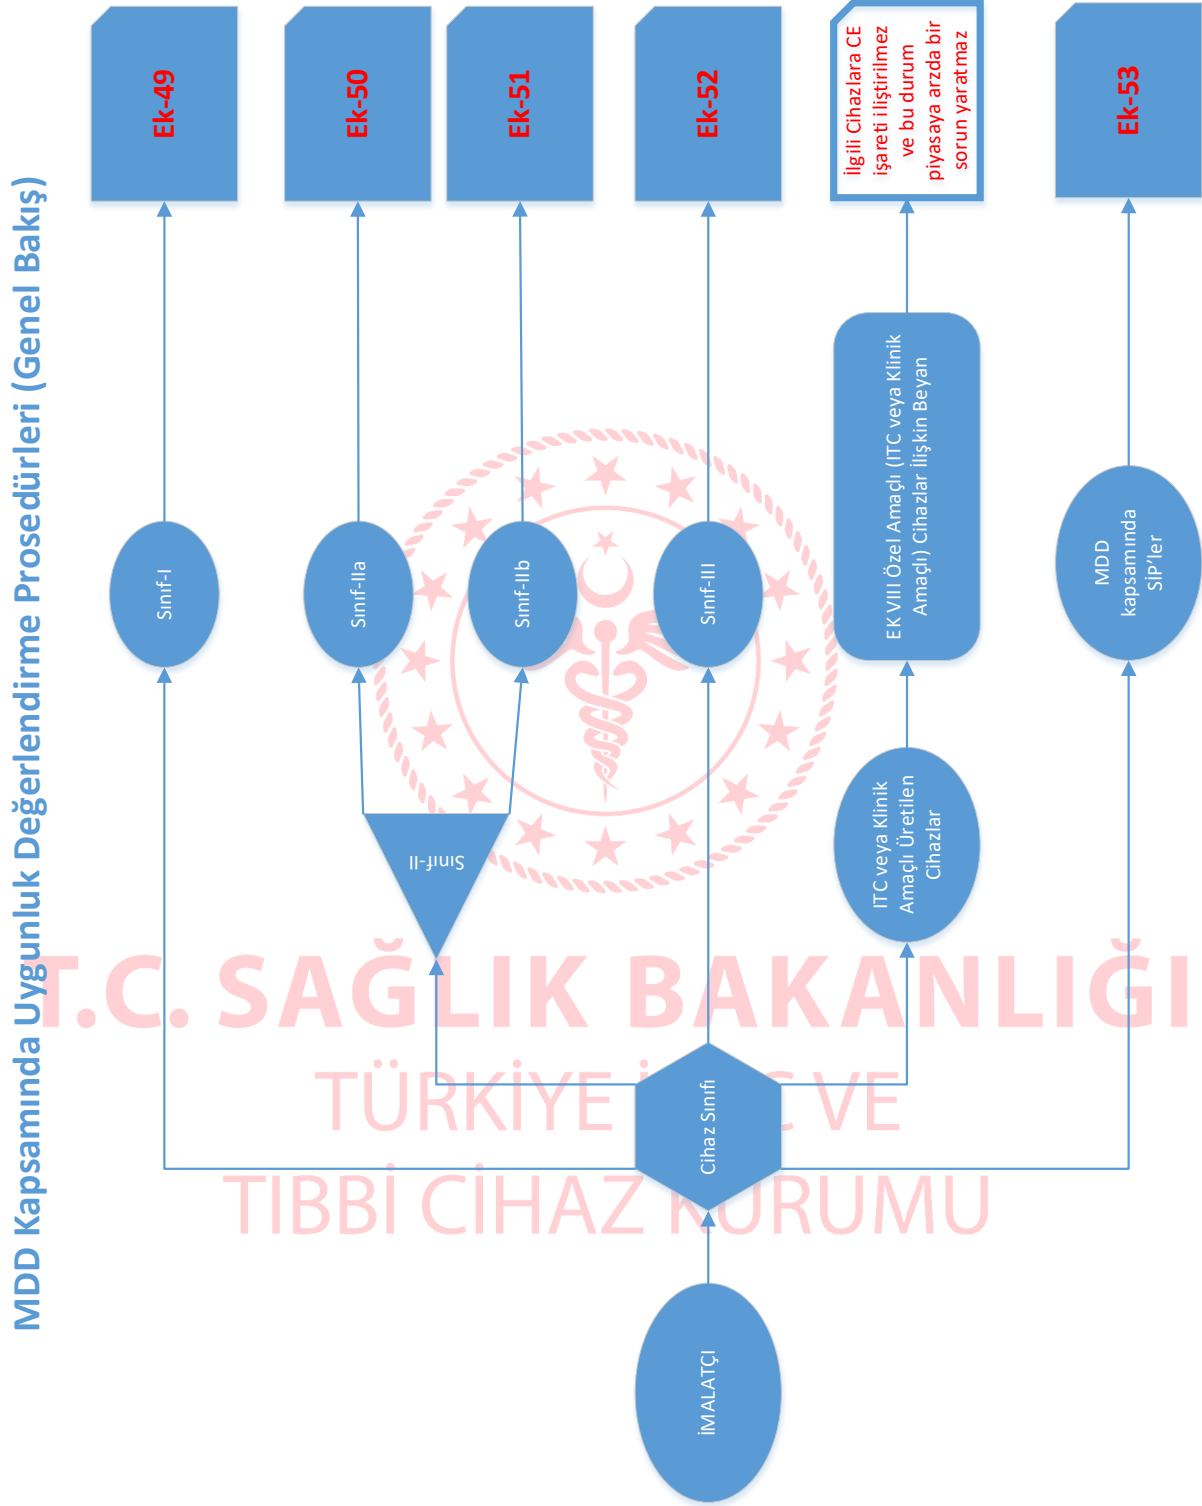 MDD Kapsamında Uygunluk Değerlendirme Prosedürleri (Genel Bakış)
İMALATÇI
Cihaz Sınıfı
Sınıf-I
Ek-49
Sınıf-II
Sınıf-IIa
Ek-50
Sınıf-IIb
Ek-51
Sınıf-III
Ek-52
ITC veya Klinik
Amaçlı Üretilen
Cihazlar
EK VIII Özel Amaçlı (ITC veya Klinik
Amaçlı) Cihazlar İlişkin Beyan
İlgili Cihazlara CE
işareti iliştirilmez
ve bu durum
piyasaya arzda bir
sorun yaratmaz
MDD
kapsamında
SİP'ler
Ek-53
T.C. SAĞLIK BAKANLIĞI
TÜRKİYE VE
TIBBİ CİHAZ KURUMU